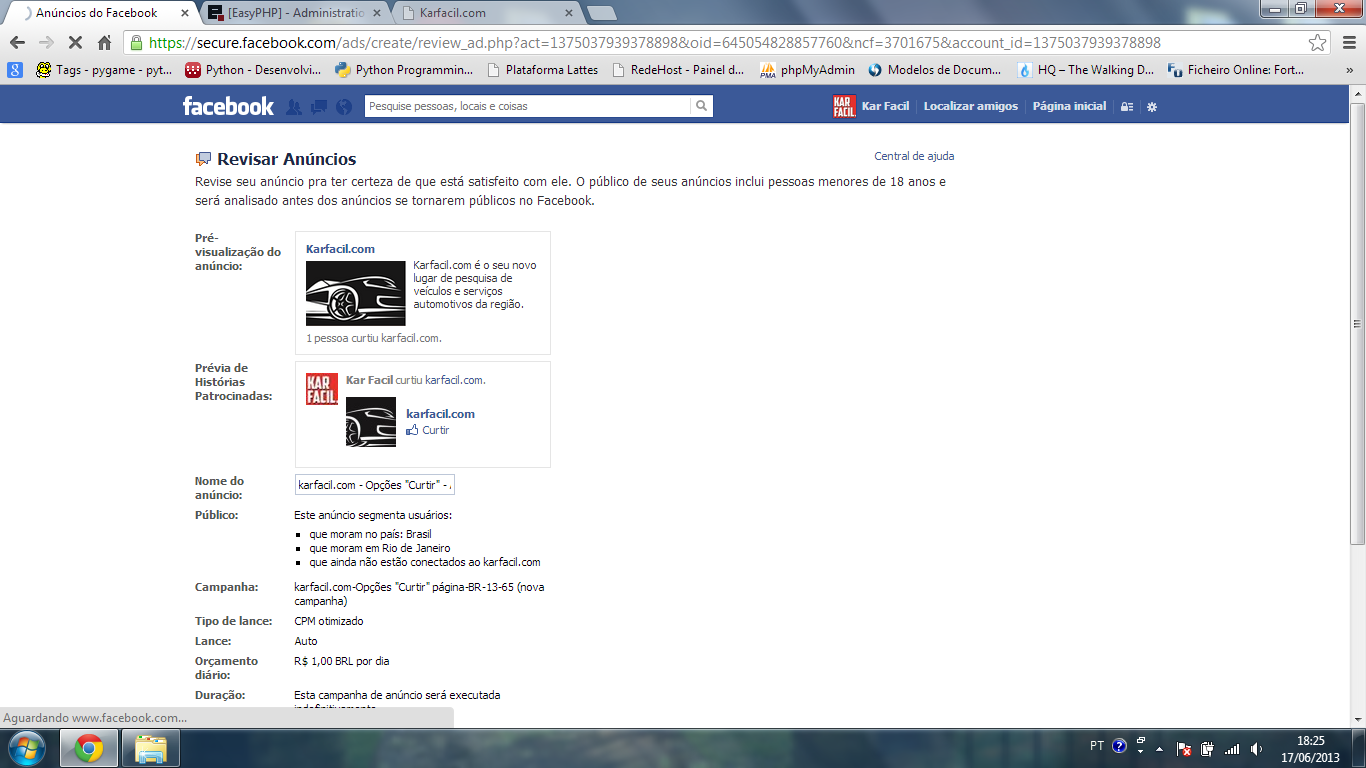 Anúncios do Facebook
[EasyPHP] - Administratio
Karfacil.com
https://secure.facebook.com/ads/create/review_ad.php?act=1375037939378898&oid=645054828857760&ncf=3701675&account_id=1375037939378898
Tags - pygame - pyt...
Python - Desenvolvi...
Python Programmin...
Plataforma Lattes
RedeHost - Painel d...
phpMyAdmin
Modelos de Docum...
HQ – The Walking D...
Ficheiro Online: Fort...
»
facebook
Pesquise pessoas, locais e coisas
KAR FACIL.
Kar Facil
Localizar amigos
Página inicial
Revisar Anúncios
Central de ajuda
Revise seu anúncio pra ter certeza de que está satisfeito com ele. O público de seus anúncios inclui pessoas menores de 18 anos e
será analisado antes dos anúncios se tornarem públicos no Facebook.
Pré-
visualização do
anúncio:
Karfacil.com
Karfacil.com é o seu novo
lugar de pesquisa de
veículos e serviços
automotivos da região.
1 pessoa curtiu karfacil.com.
Prévia de
Histórias
Patrocinadas:
KAR
FACIL.
Kar Facil curtiu karfacil.com.
karfacil.com
Curtir
Nome do
anúncio:
karfacil.com - Opções "Curtir" -
Público:
Este anúncio segmenta usuários:
que moram no país: Brasil
que moram em Rio de Janeiro
que ainda não estão conectados ao karfacil.com
Campanha:
karfacil.com-Opções "Curtir" página-BR-13-65 (nova
campanha)
Tipo de lance:
CPM otimizado
Lance:
Auto
Orçamento
diário:
R$ 1,00 BRL por dia
Duração:
Esta campanha de anúncio será executada
indefinitivamente
Aguardando www.facebook.com...
PT
18:25
17/06/2013